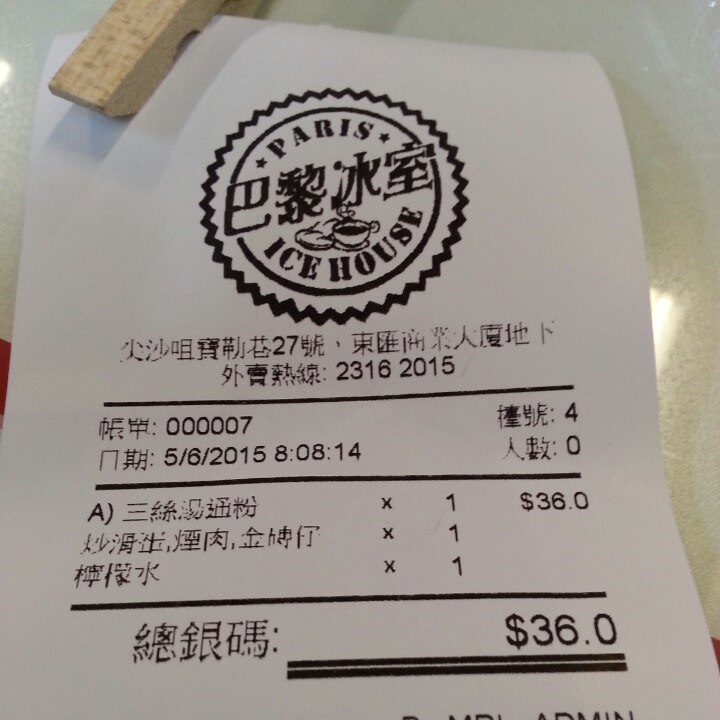 PARIS
巴黎冰室
ICE HOUSE
尖沙咀寶勒巷27號，東匯商業大廈地下
外賣熱線: 2316 2015
帳單: 000007 檯號: 4
日期: 5/6/2015 8:08:14 人數: 0
A) 三絲湯通粉 x 1 $36.0
炒滑蛋,煙肉,金磚仔 x 1
檸檬水 x 1
總銀碼: $36.0